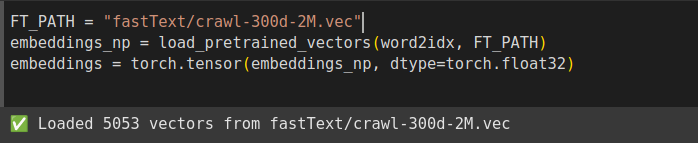 FT_PATH = "fastText/crawl-300d-2M.vec"
embeddings_np = load_pretrained_vectors(word2idx, FT_PATH)
embeddings = torch.tensor(embeddings_np, dtype=torch.float32)
✅ Loaded 5053 vectors from fastText/crawl-300d-2M.vec